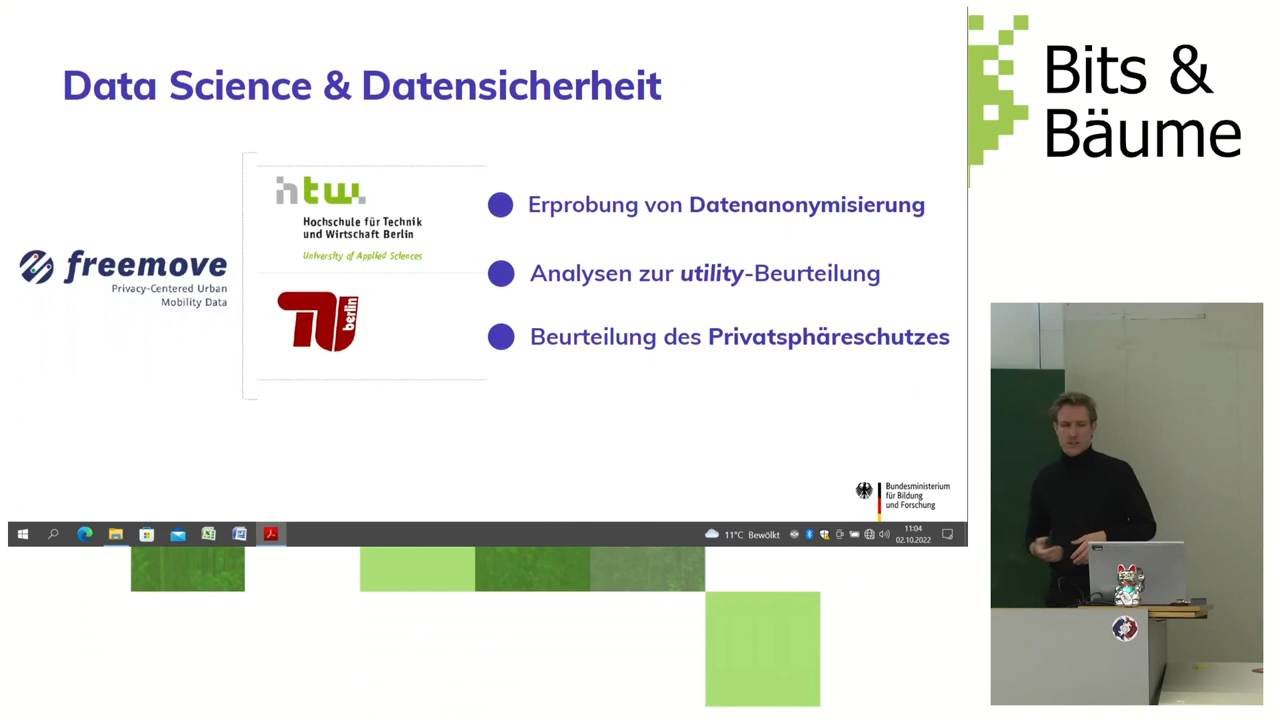 Data Science & Datensicherheit
Bits &
Bäume
htw.
Hochschule für Technik
und Wirtschaft Berlin
University of Applied Sciences
freemove
Privacy-Centered Urban
Mobility Data
TU berlin
Erprobung von Datenanonymisierung
Analysen zur utility-Beurteilung
Beurteilung des Privatsphäreschutzes
Bundesministerium
für Bildung
und Forschung
11°C Bewölkt
11:04
02.10.2022